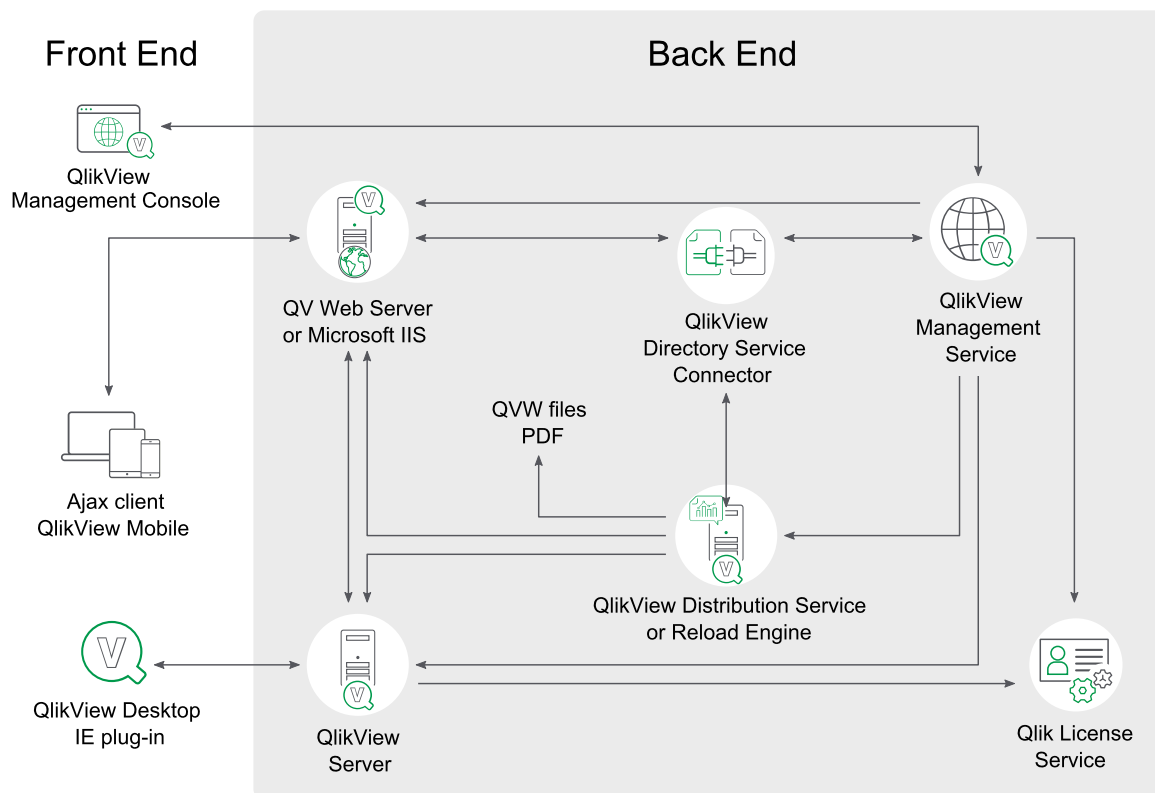 Front End
Back End
QlikView
Management Console
QV Web Server
or Microsoft IIS
QlikView
Directory Service
Connector
QlikView
Management
Service
QVW files
PDF
Ajax client
QlikView Mobile
QlikView Distribution Service
or Reload Engine
QlikView Desktop
IE plug-in
QlikView
Server
Qlik License
Service